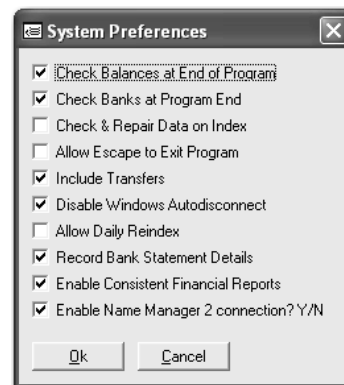 System Preferences
Check Balances at End of Program
Check Banks at Program End
Check & Repair Data on Index
Allow Escape to Exit Program
Include Transfers
Disable Windows Autodisconnect
Allow Daily Reindex
Record Bank Statement Details
Enable Consistent Financial Reports
Enable Name Manager 2 connection? Y/N
Ok Cancel